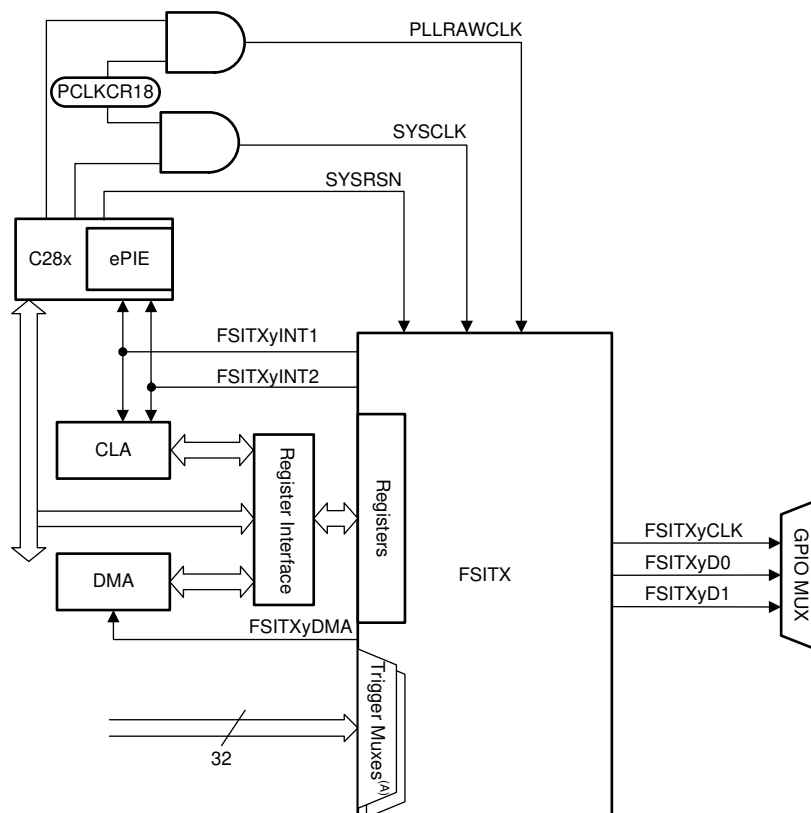 PLLRAWCLK
PCLKCR18
SYSCLK
SYSRSN
C28x
ePIE
FSITXyINT1
FSITXyINT2
CLA
Register Interface
Registers
FSITX
FSITXyCLK
FSITXyD0
FSITXyD1
GPIO MUX
DMA
FSITXyDMA
Trigger Muxes(A)
32